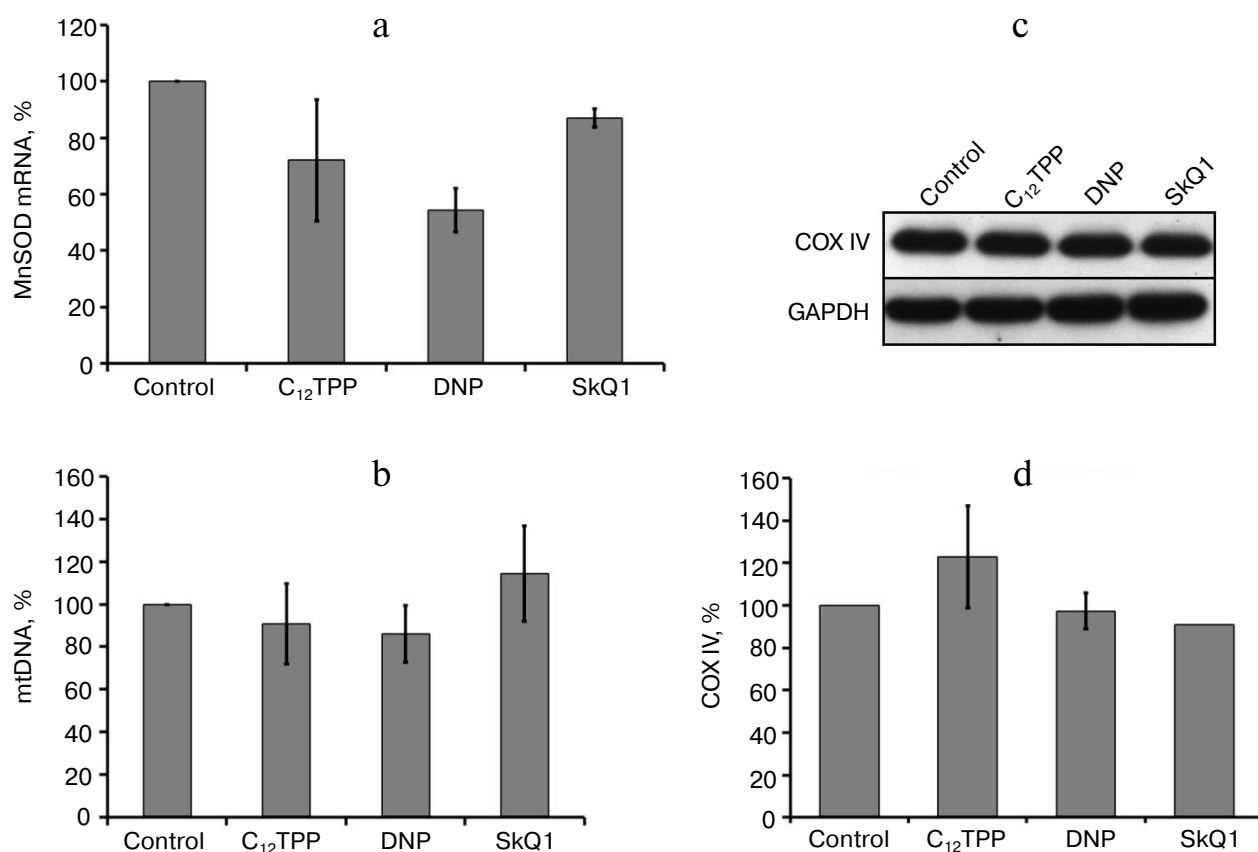 a
MnSOD mRNA, %
120
100
80
60
40
20
0
Control C₁₂TPP DNP SkQ1
c
Control C₁₂TPP DNP SkQ1
COX IV
GAPDH
b
mtDNA, %
160
140
120
100
80
60
40
20
0
Control C₁₂TPP DNP SkQ1
d
COX IV, %
160
140
120
100
80
60
40
20
0
Control C₁₂TPP DNP SkQ1